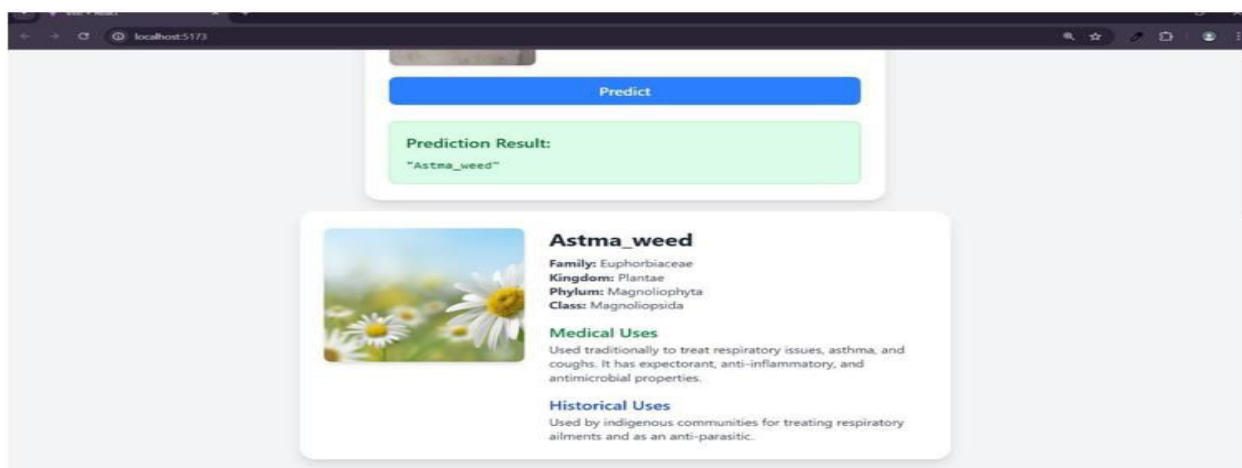 localhost:5173
Predict
Prediction Result:
"Astma_weed"
Astma_weed
Family: Euphorbiaceae
Kingdom: Plantae
Phylum: Magnoliophyta
Class: Magnoliopsida
Medical Uses
Used traditionally to treat respiratory issues, asthma, and
coughs. It has expectorant, anti-inflammatory, and
antimicrobial properties.
Historical Uses
Used by indigenous communities for treating respiratory
ailments and as an anti-parasitic.